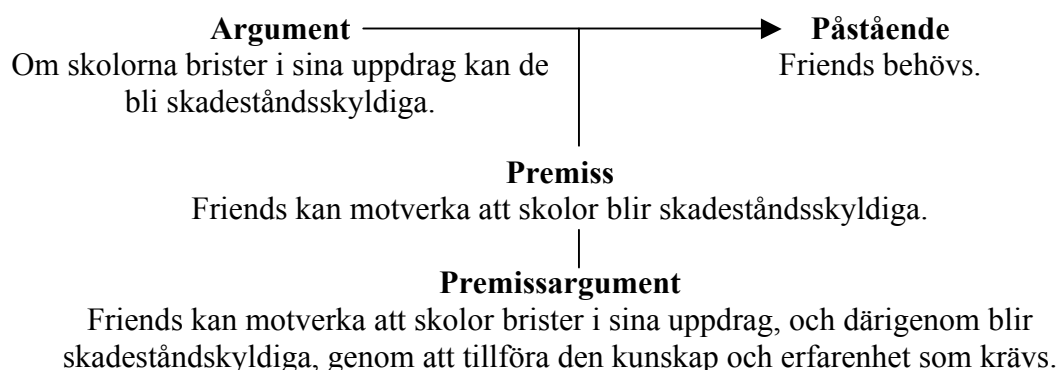 Argument
Påstående
Om skolorna brister i sina uppdrag kan de
bli skadeståndsskyldiga.
Friends behövs.
Premiss
Friends kan motverka att skolor blir skadeståndsskyldiga.
Premissargument
Friends kan motverka att skolor brister i sina uppdrag, och därigenom blir
skadeståndskyldiga, genom att tillföra den kunskap och erfarenhet som krävs.